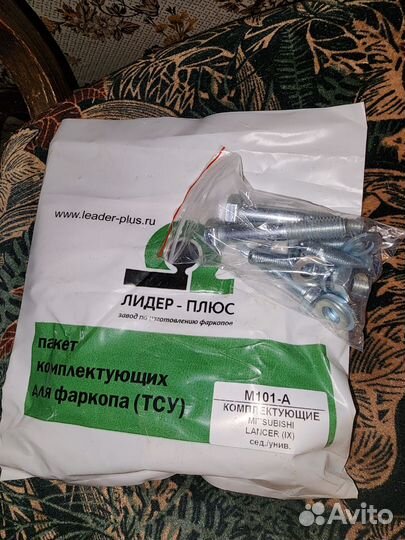 www.leader-plus.ru
ЛИДЕР - ПЛЮС
завод по изготовлению фаркопов
пакет
комплектующих
для фаркопа (ТСУ)
М101-А
КОМПЛЕКТУЮЩИЕ
MITSUBISHI
LANCER (IX)
сед./унив.
Avito